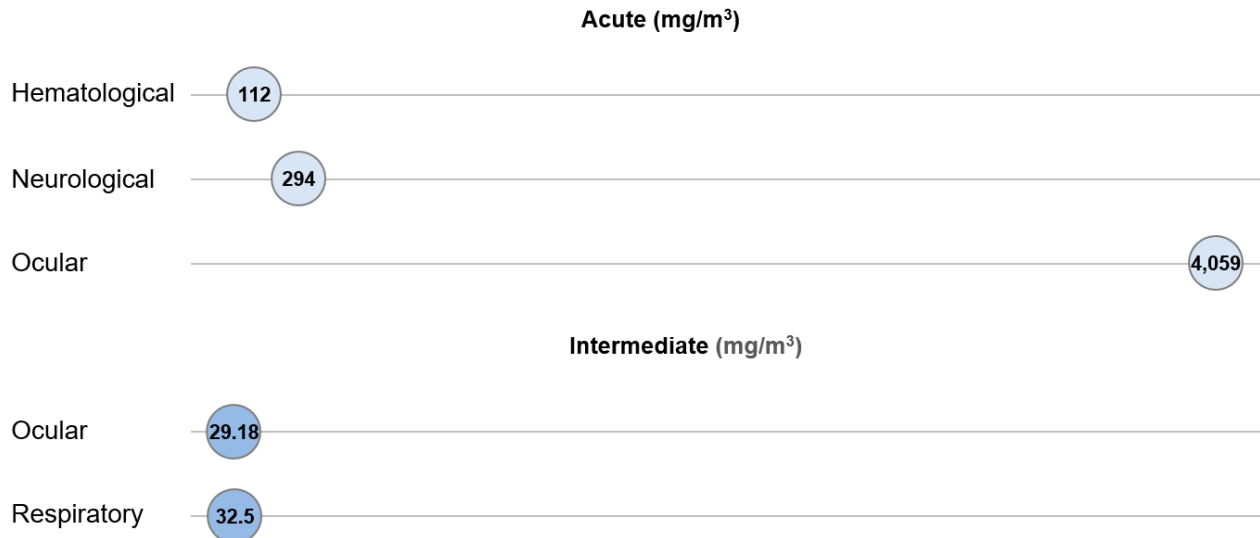 Acute (mg/m³)
Hematological 112
Neurological 294
Ocular 4,059
Intermediate (mg/m³)
Ocular 29.18
Respiratory 32.5